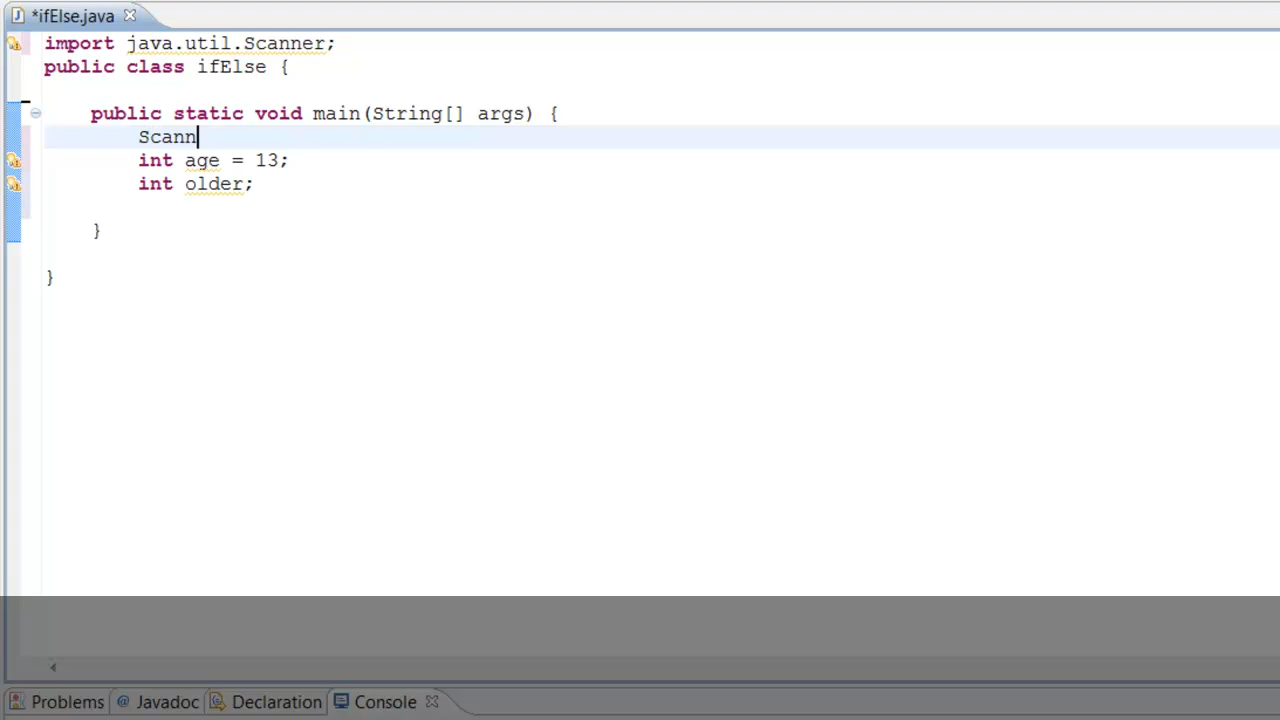 *ifElse.java
import java.util.Scanner;
public class ifElse {
public static void main(String[] args) {
Scann
int age = 13;
int older;
}
}
Problems @ Javadoc Declaration Console